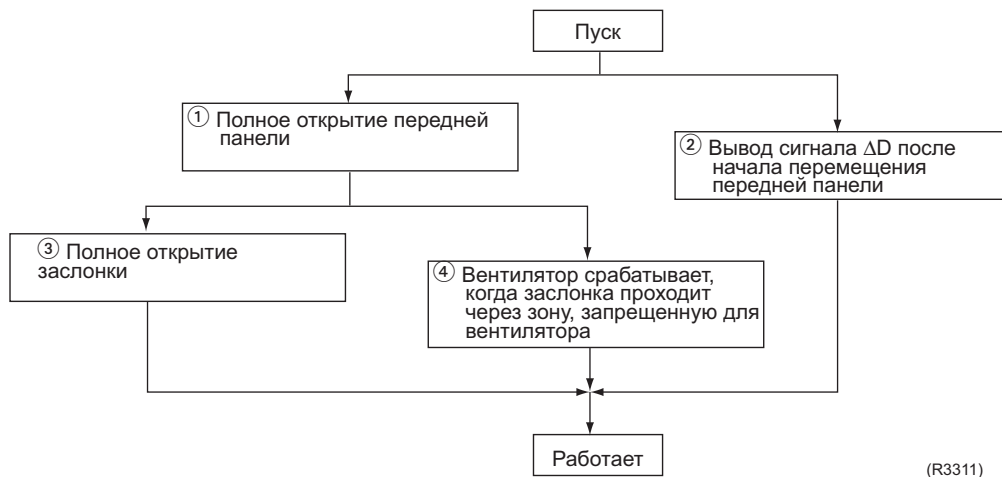 Пуск
① Полное открытие передней
панели
② Вывод сигнала ΔD после
начала перемещения
передней панели
③ Полное открытие
заслонки
④ Вентилятор срабатывает,
когда заслонка проходит
через зону, запрещенную для
вентилятора
Работает
(R3311)